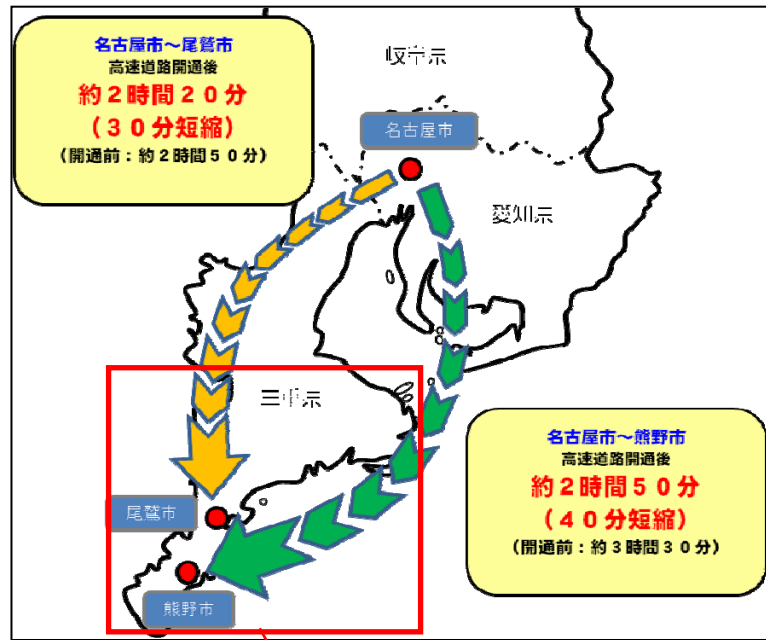 名古屋市～尾鷲市
高速道路開通後
約２時間２０分
（３０分短縮）
（開通前：約２時間５０分）
岐阜県
名古屋市
愛知県
三重県
尾鷲市
熊野市
名古屋市～熊野市
高速道路開通後
約２時間５０分
（４０分短縮）
（開通前：約３時間３０分）